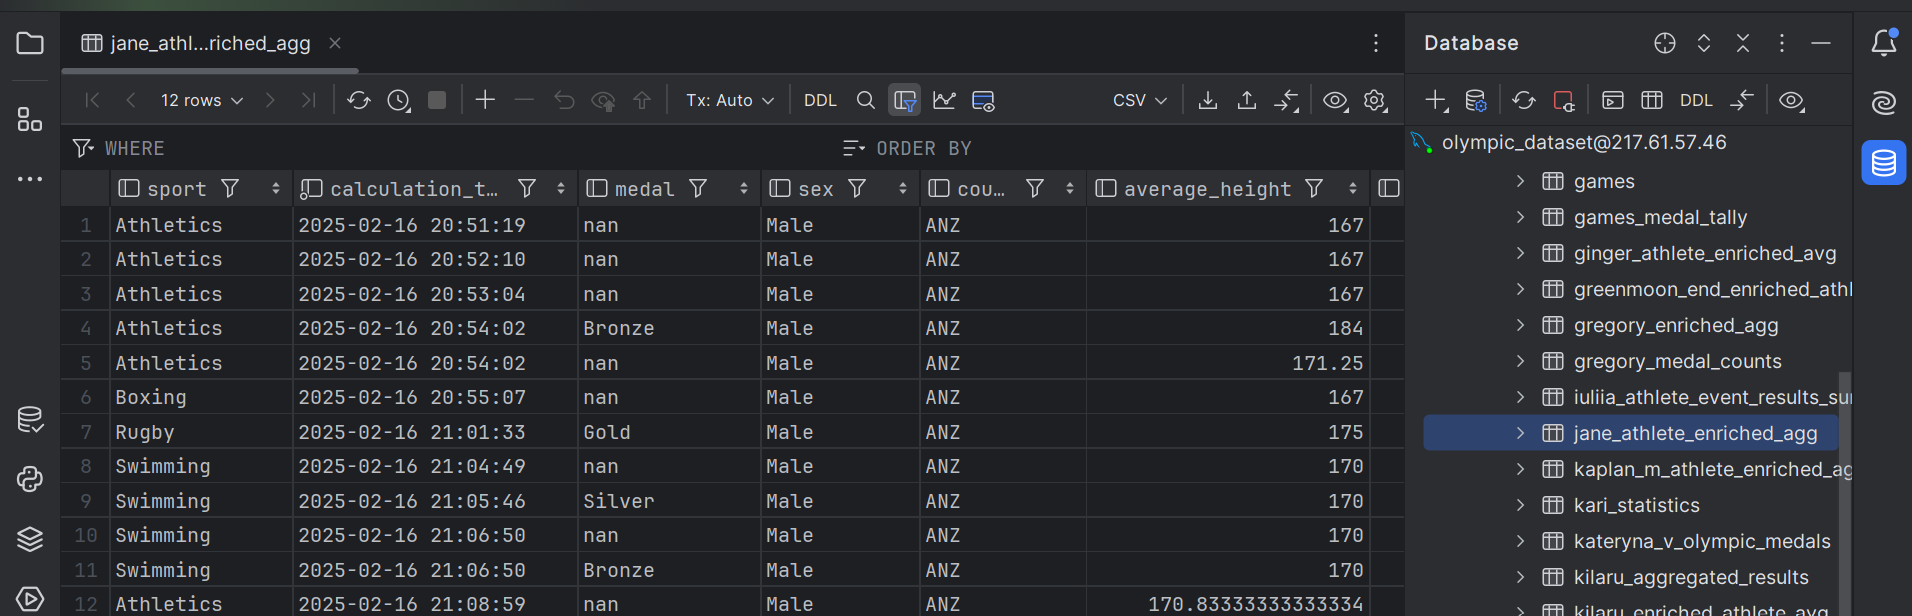 jane_athl...riched_agg
Database
12 rows
Tx: Auto
DDL
CSV
DDL
WHERE
ORDER BY
olympic_dataset@217.61.57.46
sport calculation_t... medal sex cou... average_height
1 Athletics 2025-02-16 20:51:19 nan Male ANZ 167
2 Athletics 2025-02-16 20:52:10 nan Male ANZ 167
3 Athletics 2025-02-16 20:53:04 nan Male ANZ 167
4 Athletics 2025-02-16 20:54:02 Bronze Male ANZ 184
5 Athletics 2025-02-16 20:54:02 nan Male ANZ 171.25
6 Boxing 2025-02-16 20:55:07 nan Male ANZ 167
7 Rugby 2025-02-16 21:01:33 Gold Male ANZ 175
8 Swimming 2025-02-16 21:04:49 nan Male ANZ 170
9 Swimming 2025-02-16 21:05:46 Silver Male ANZ 170
10 Swimming 2025-02-16 21:06:50 nan Male ANZ 170
11 Swimming 2025-02-16 21:06:50 Bronze Male ANZ 170
12 Athletics 2025-02-16 21:08:59 nan Male ANZ 170.83333333333334
games
games_medal_tally
ginger_athlete_enriched_avg
greenmoon_end_enriched_athl
gregory_enriched_agg
gregory_medal_counts
iuliia_athlete_event_results_su
jane_athlete_enriched_agg
kaplan_m_athlete_enriched_ag
kari_statistics
kateryna_v_olympic_medals
kilaru_aggregated_results
kilaru_enriched_athlete_avg